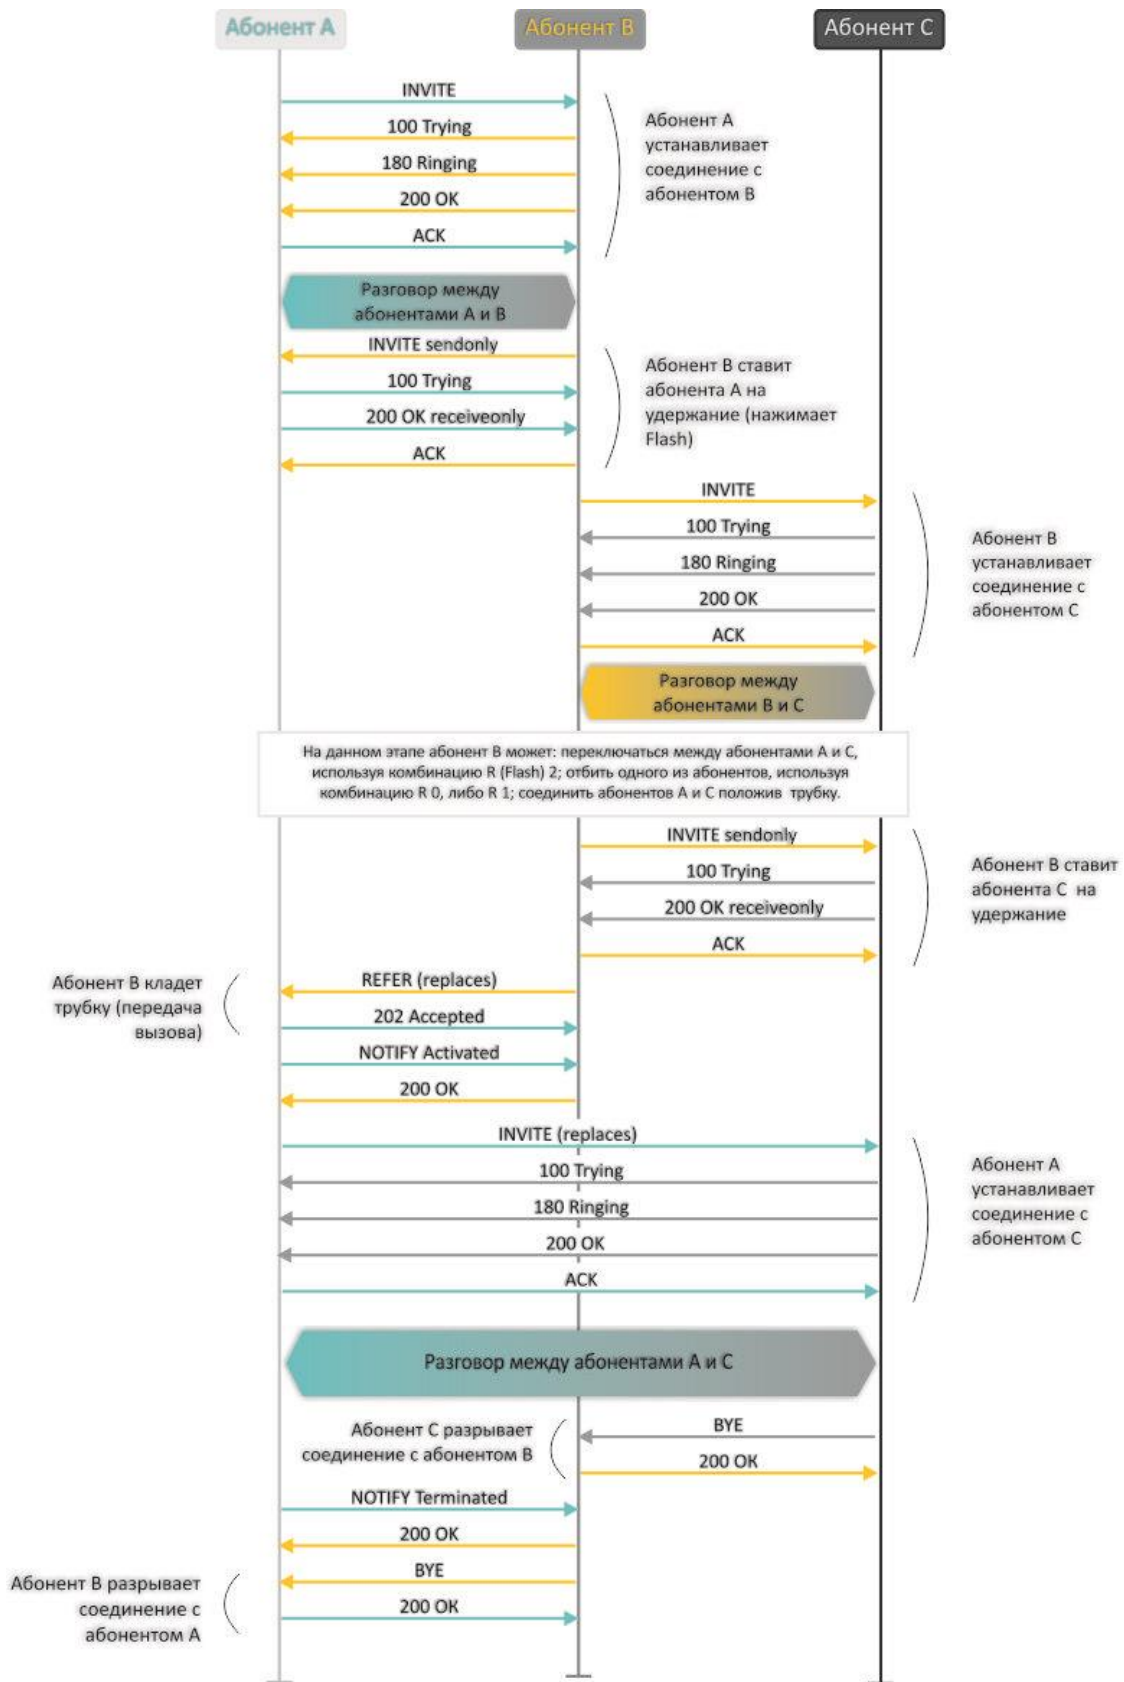 Абонент А
Абонент В
Абонент С
INVITE
100 Trying
180 Ringing
200 OK
ACK
Абонент А
устанавливает
соединение с
абонентом В
Разговор между
абонентами А и В
INVITE sendonly
100 Trying
200 OK receiveonly
ACK
Абонент В ставит
абонента А на
удержание (нажимает
Flash)
INVITE
100 Trying
180 Ringing
200 OK
ACK
Абонент В
устанавливает
соединение с
абонентом С
Разговор между
абонентами В и С
На данном этапе абонент В может: переключаться между абонентами А и С,
используя комбинацию R (Flash) 2; отбить одного из абонентов, используя
комбинацию R 0, либо R 1; соединить абонентов А и С положив трубку.
INVITE sendonly
100 Trying
200 OK receiveonly
ACK
Абонент В ставит
абонента С на
удержание
Абонент В кладет
трубку (передача
вызова)
REFER (replaces)
202 Accepted
NOTIFY Activated
200 OK
INVITE (replaces)
100 Trying
180 Ringing
200 OK
ACK
Абонент А
устанавливает
соединение с
абонентом С
Разговор между абонентами А и С
Абонент С разрывает
соединение с абонентом В
BYE
200 OK
NOTIFY Terminated
200 OK
BYE
200 OK
Абонент В разрывает
соединение с
абонентом А